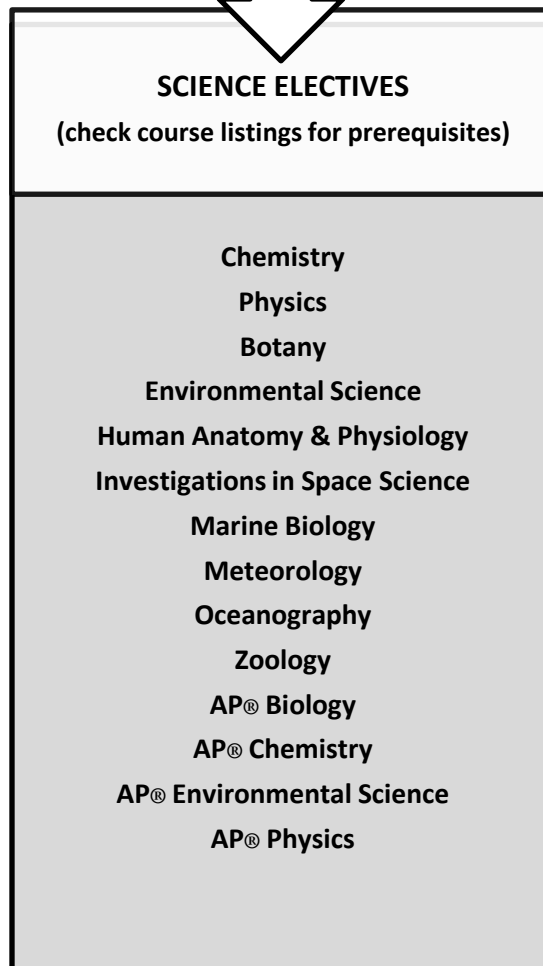 SCIENCE ELECTIVES
(check course listings for prerequisites)
Chemistry
Physics
Botany
Environmental Science
Human Anatomy & Physiology
Investigations in Space Science
Marine Biology
Meteorology
Oceanography
Zoology
AP® Biology
AP® Chemistry
AP® Environmental Science
AP® Physics